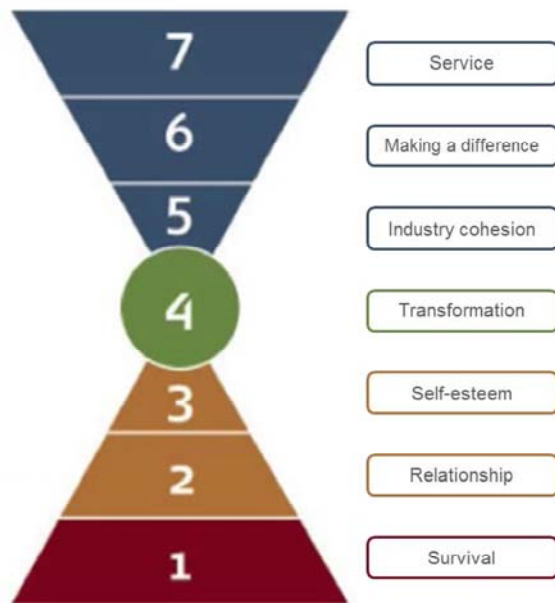 7
Service
6
Making a difference
5
Industry cohesion
4
Transformation
3
Self-esteem
2
Relationship
1
Survival